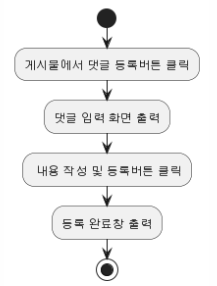 게시물에서 댓글 등록버튼 클릭
댓글 입력 화면 출력
내용 작성 및 등록버튼 클릭
등록 완료창 출력